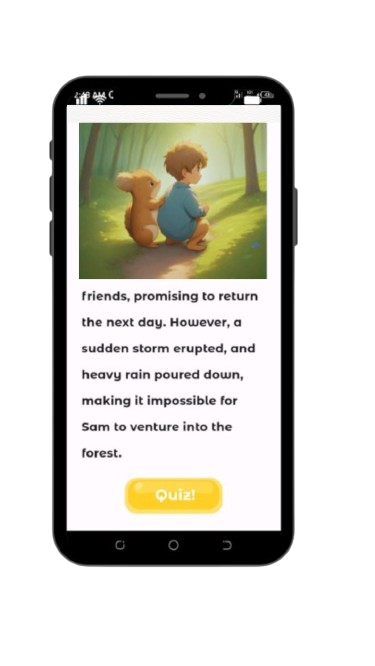 friends, promising to return
the next day. However, a
sudden storm erupted, and
heavy rain poured down,
making it impossible for
Sam to venture into the
forest.
Quiz!